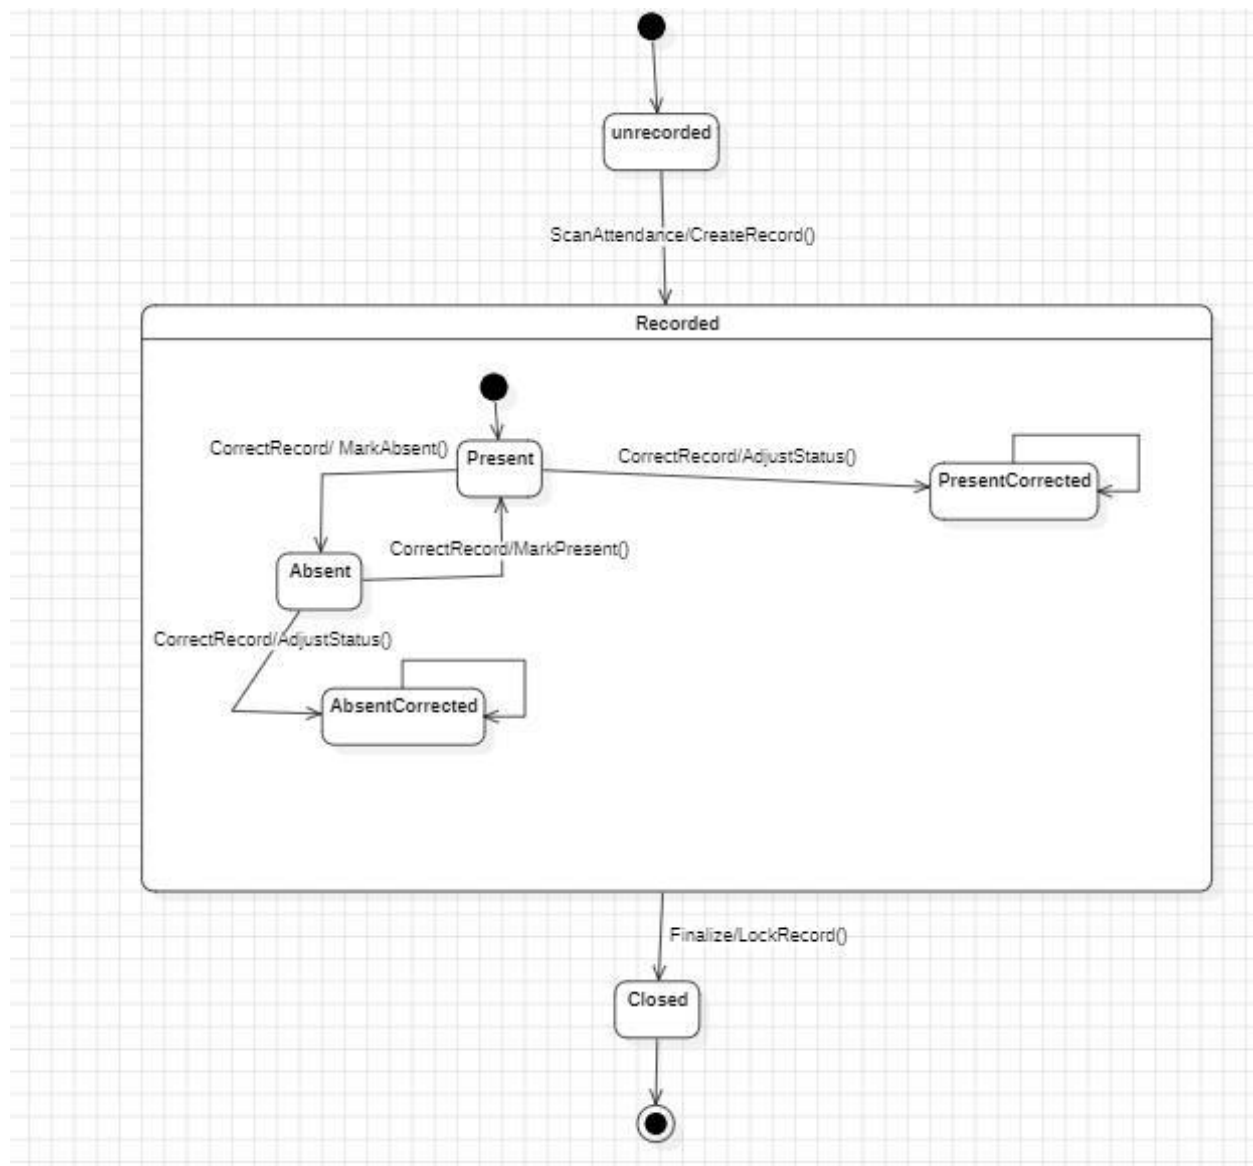 unrecorded
ScanAttendance/CreateRecord()
Recorded
CorrectRecord/ MarkAbsent()
Present
CorrectRecord/AdjustStatus()
PresentCorrected
CorrectRecord/MarkPresent()
Absent
CorrectRecord/AdjustStatus()
AbsentCorrected
Finalize/LockRecord()
Closed